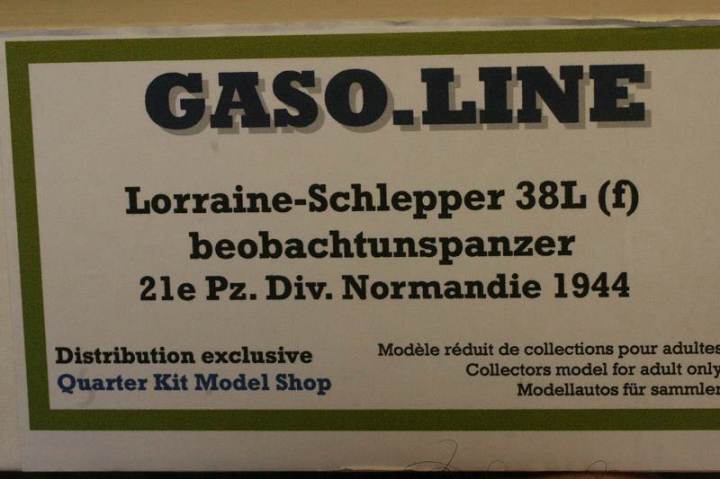 GASO.LINE
Lorraine-Schlepper 38L (f)
beobachtunspanzer
21e Pz. Div. Normandie 1944
Distribution exclusive
Quarter Kit Model Shop
Modèle réduit de collections pour adultes
Collectors model for adult only
Modellautos für sammler